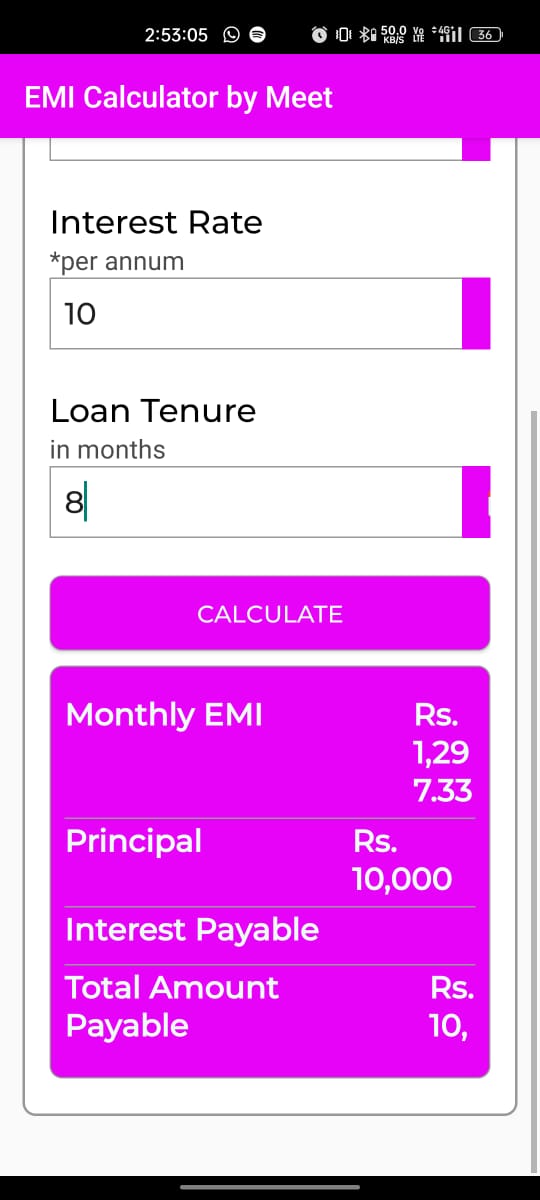 2:53:05
50.0 KB/S
Vo LTE
4G+
36
EMI Calculator by Meet
Interest Rate
*per annum
10
Loan Tenure
in months
8
CALCULATE
Monthly EMI
Rs.
1,29
7.33
Principal
Rs.
10,000
Interest Payable
Total Amount
Payable
Rs.
10,